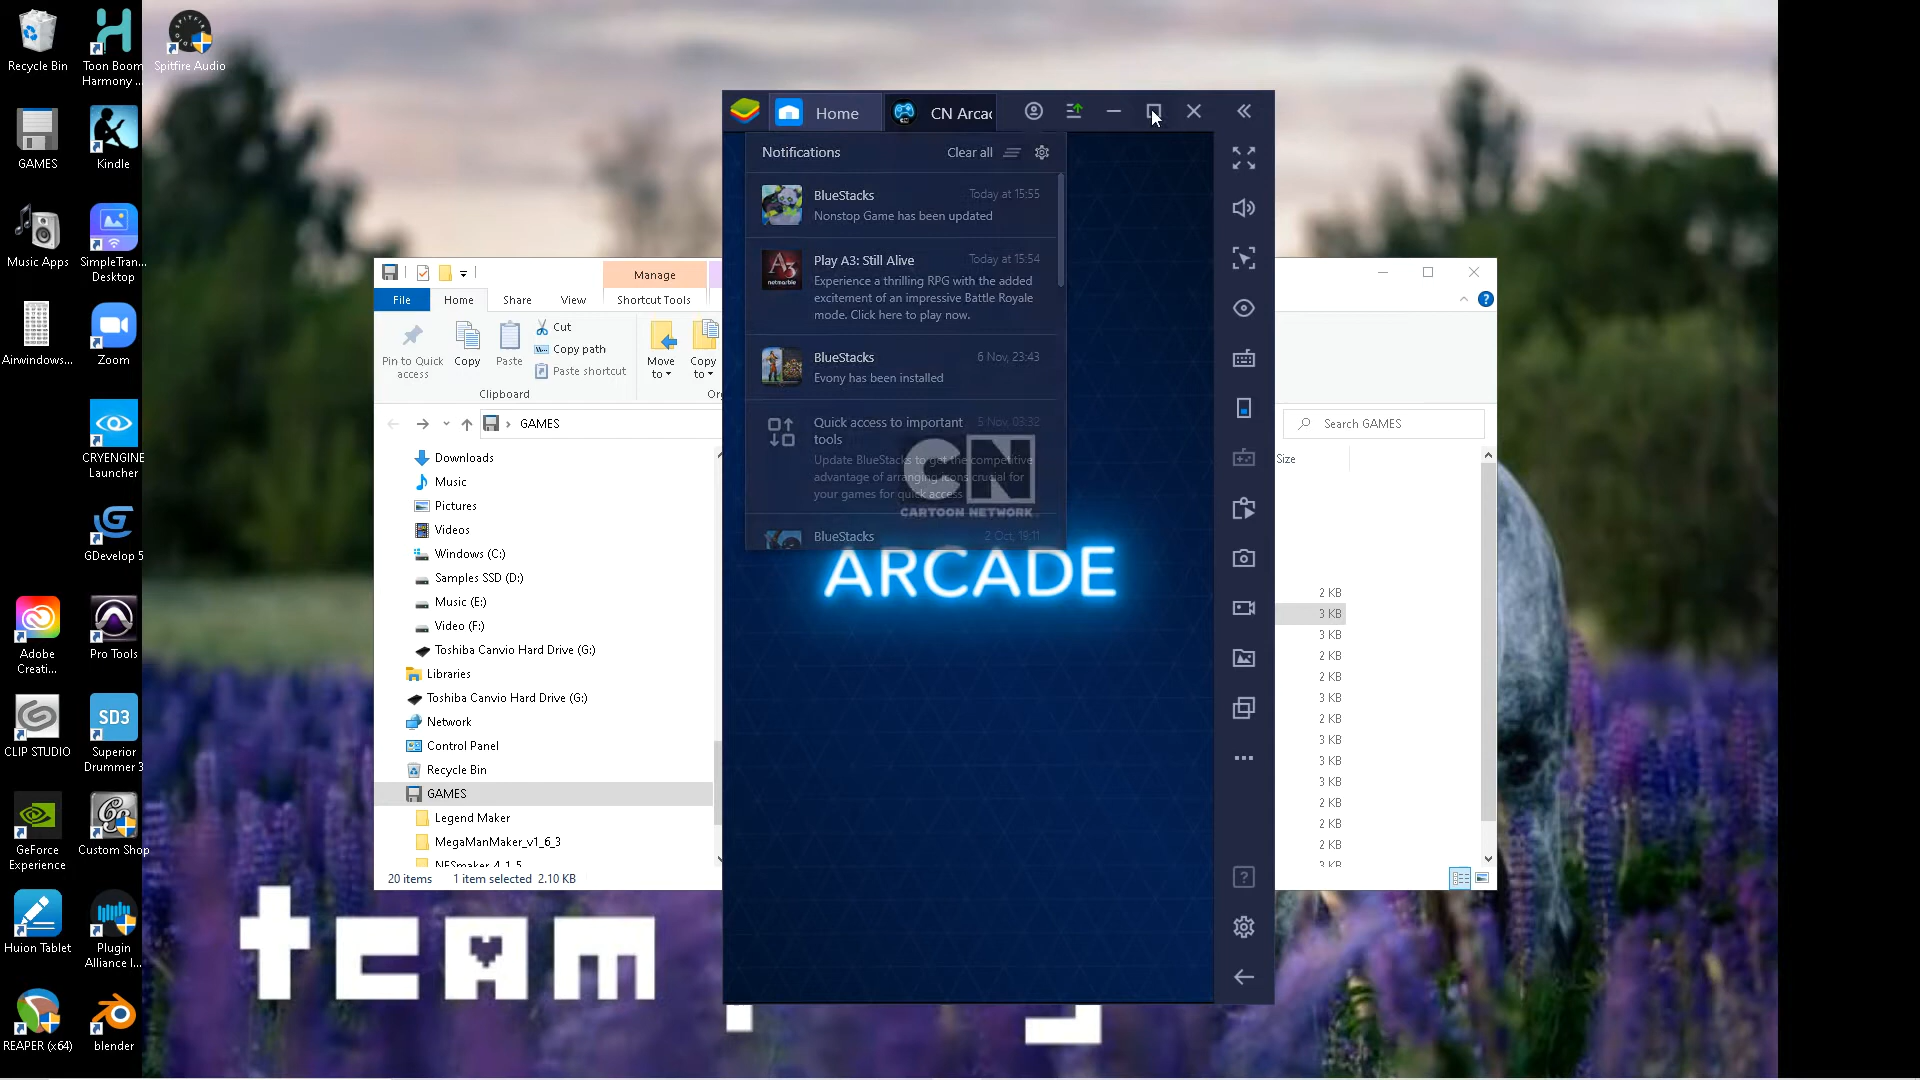 Recycle Bin
Toon Boom
Harmony ...
Spitfire Audio
GAMES
Kindle
Music Apps
SimpleTran...
Desktop
Airwindows...
Zoom
CRYENGINE
Launcher
GDevelop 5
Adobe
Creati...
Pro Tools
CLIP STUDIO
SD3
Superior
Drummer 3
GeForce
Experience
Custom Shop
Huion Tablet
Plugin
Alliance I...
REAPER (x64)
blender
Manage
File
Home
Share
View
Shortcut Tools
Pin to Quick
access
Copy
Paste
Cut
Copy path
Paste shortcut
Move
to
Copy
to
Clipboard
GAMES
Search GAMES
Downloads
Music
Pictures
Videos
Windows (C:)
Samples SSD (D:)
Music (E:)
Video (F:)
Toshiba Canvio Hard Drive (G:)
Libraries
Toshiba Canvio Hard Drive (G:)
Network
Control Panel
Recycle Bin
GAMES
Legend Maker
MegaManMaker_v1_6_3
NESmaker_4_1_5
20 items
1 item selected 2.10 KB
Home
CN Arcad
Notifications
Clear all
BlueStacks
Today at 15:55
Nonstop Game has been updated
A3
netmarble
Play A3: Still Alive
Today at 15:54
Experience a thrilling RPG with the added
excitement of an impressive Battle Royale
mode. Click here to play now.
BlueStacks
6 Nov, 23:43
Evony has been installed
Quick access to important
tools
5 Nov, 03:32
Update BlueStacks to get the competitive
advantage of arranging icons crucial for
your games for quick access
BlueStacks
2 Oct, 19:11
CN
CARTOON NETWORK
ARCADE
Size
2 KB
3 KB
3 KB
2 KB
2 KB
3 KB
2 KB
3 KB
3 KB
3 KB
2 KB
2 KB
2 KB
3 KB